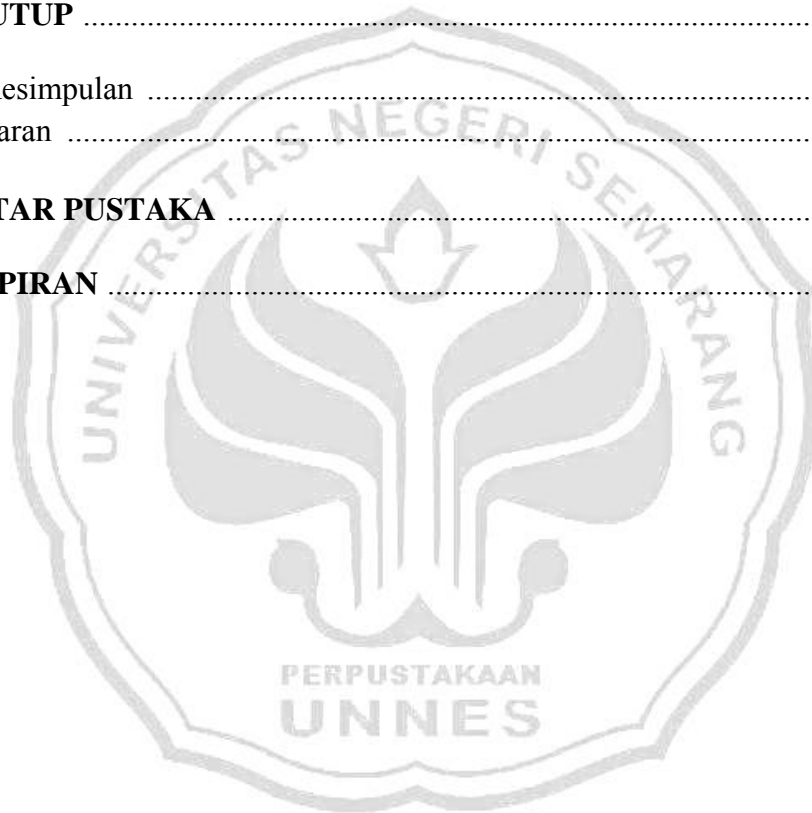 UTUP ................................................................................
esimpulan ................................................................................
aran ................................................................................
TAR PUSTAKA ................................................................................
PIRAN ................................................................................
UNIVERSITAS NEGERI SEMARANG
PERPUSTAKAAN
UNNES